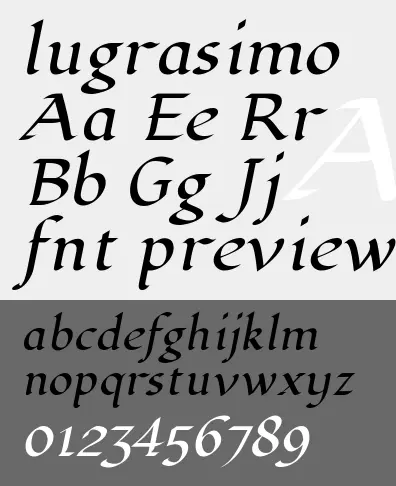 lugrasimo
Aa Ee Rr
A
Bb Gg Jj
fnt preview
abcdefghijklm
nopqrstuvwxyz
0123456789